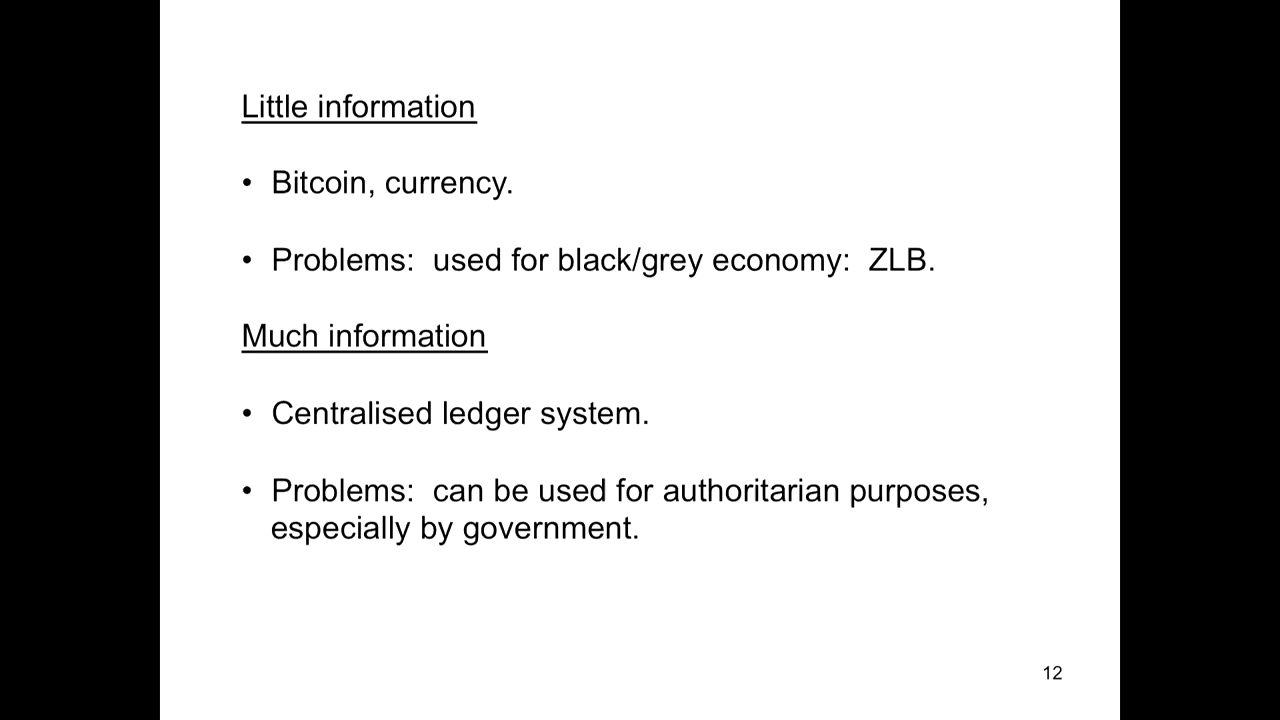 Little information
• Bitcoin, currency.
• Problems:  used for black/grey economy:  ZLB.
Much information
• Centralised ledger system.
• Problems:  can be used for authoritarian purposes,
especially by government.
12